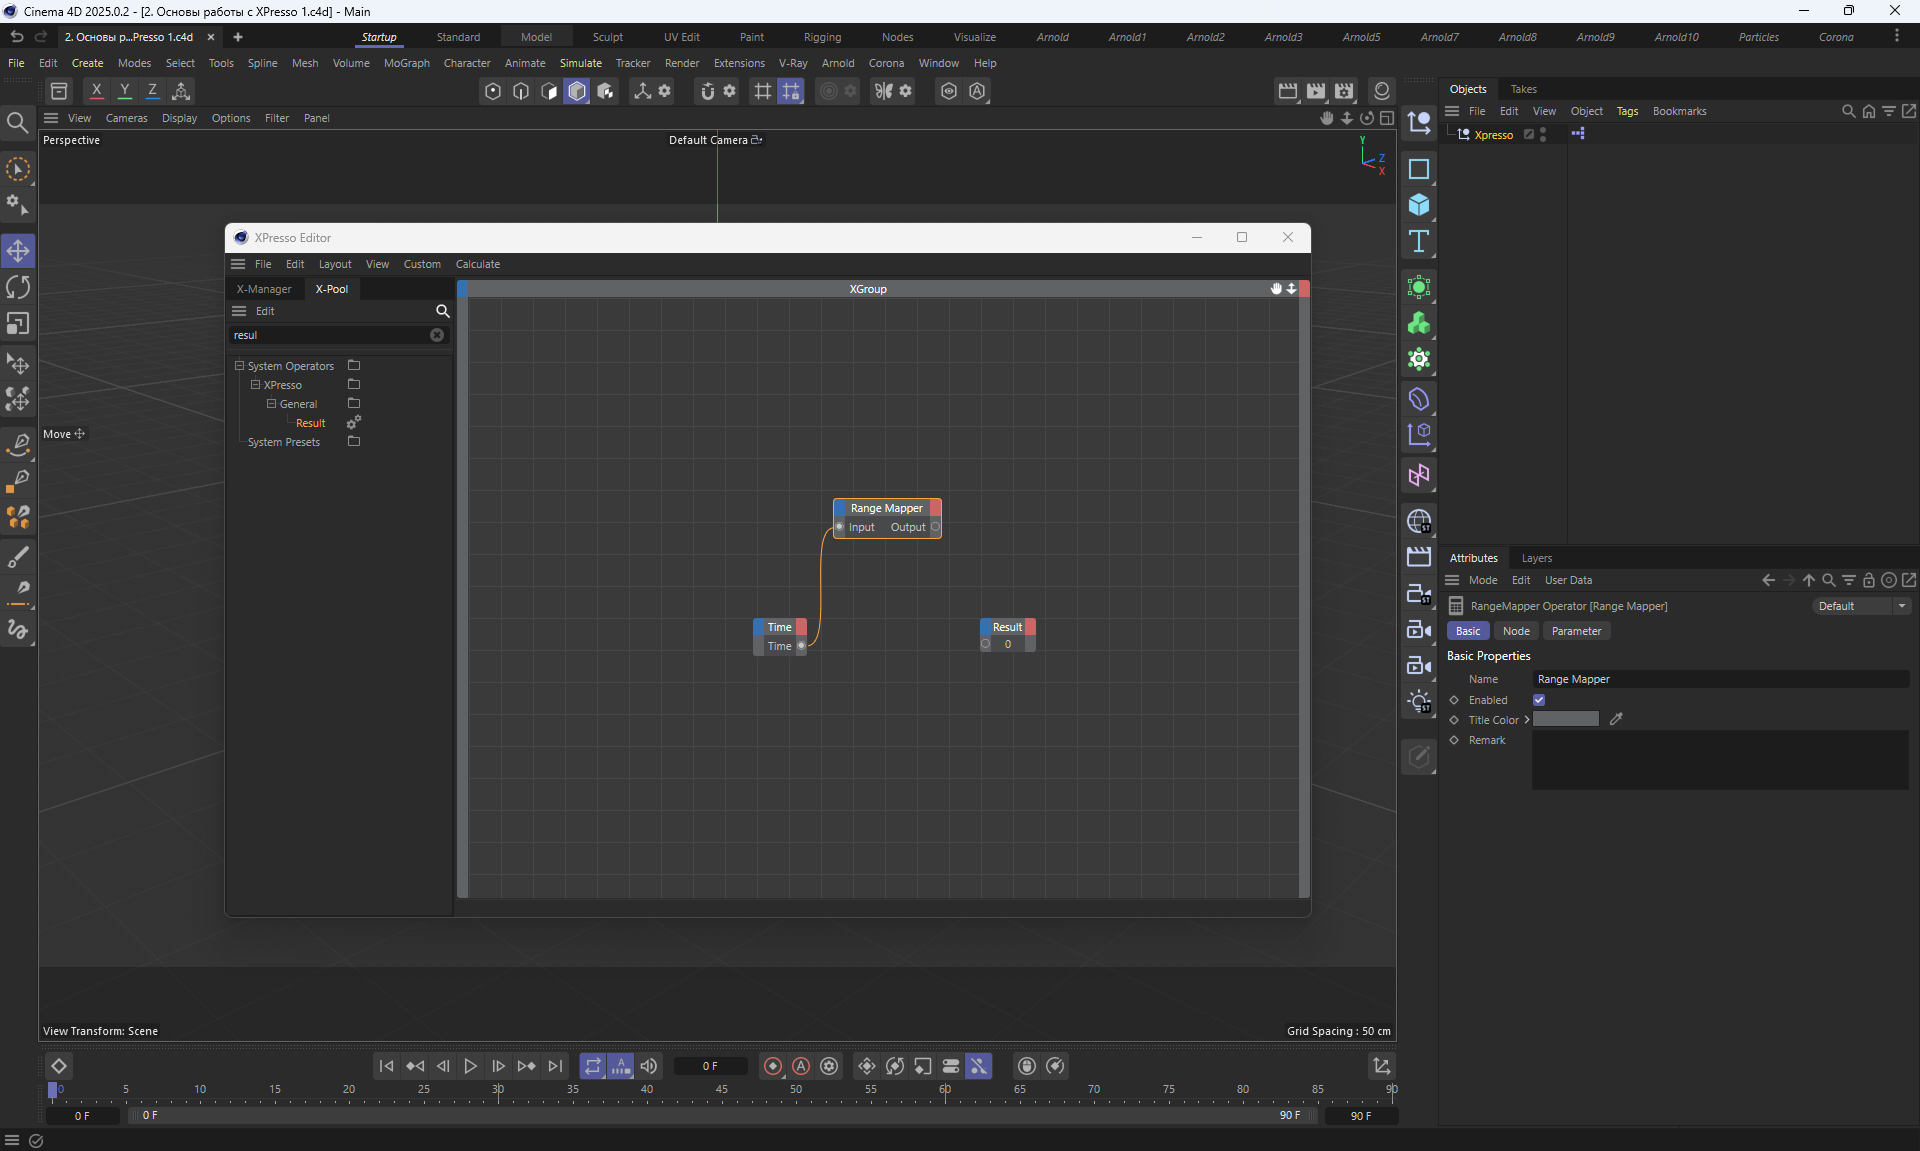 Cinema 4D 2025.0.2 - [2. Основы работы с XPresso 1.c4d] - Main
2. Основы р...Presso 1.c4d
Startup Standard Model Sculpt UV Edit Paint Rigging Nodes Visualize Arnold Arnold1 Arnold2 Arnold3 Arnold5 Arnold7 Arnold8 Arnold9 Arnold10 Particles Corona
File Edit Create Modes Select Tools Spline Mesh Volume MoGraph Character Animate Simulate Tracker Render Extensions V-Ray Arnold Corona Window Help
X Y Z
View Cameras Display Options Filter Panel
Perspective
Default Camera
Y
Z
X
Move
XPresso Editor
File Edit Layout View Custom Calculate
X-Manager X-Pool
Edit
resul
System Operators
XPresso
General
Result
System Presets
XGroup
Range Mapper
Input Output
Time
Time
Result
0
View Transform: Scene
Grid Spacing : 50 cm
0 F
0 5 10 15 20 25 30 35 40 45 50 55 60 65 70 75 80 85 90
0 F
0 F
90 F
90 F
Objects Takes
File Edit View Object Tags Bookmarks
Xpresso
Attributes Layers
Mode Edit User Data
RangeMapper Operator [Range Mapper]
Default
Basic Node Parameter
Basic Properties
Name Range Mapper
Enabled
Title Color
Remark
ST
ST
ST